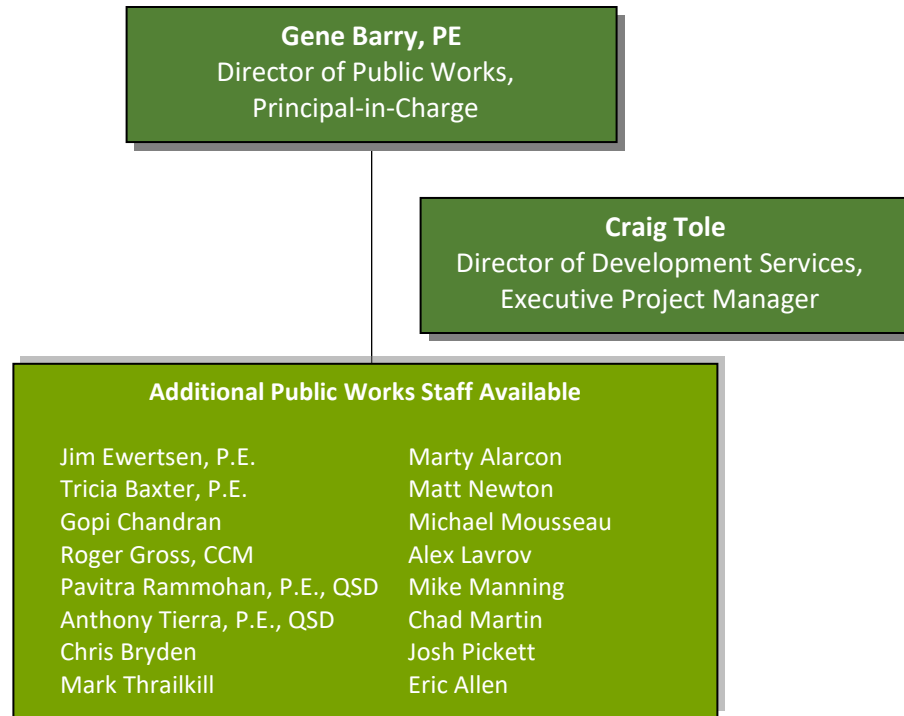 Gene Barry, PE
Director of Public Works,
Principal-in-Charge
Craig Tole
Director of Development Services,
Executive Project Manager
Additional Public Works Staff Available
Jim Ewertsen, P.E.
Tricia Baxter, P.E.
Gopi Chandran
Roger Gross, CCM
Pavitra Rammohan, P.E., QSD
Anthony Tierra, P.E., QSD
Chris Bryden
Mark Thrailkill
Marty Alarcon
Matt Newton
Michael Mousseau
Alex Lavrov
Mike Manning
Chad Martin
Josh Pickett
Eric Allen